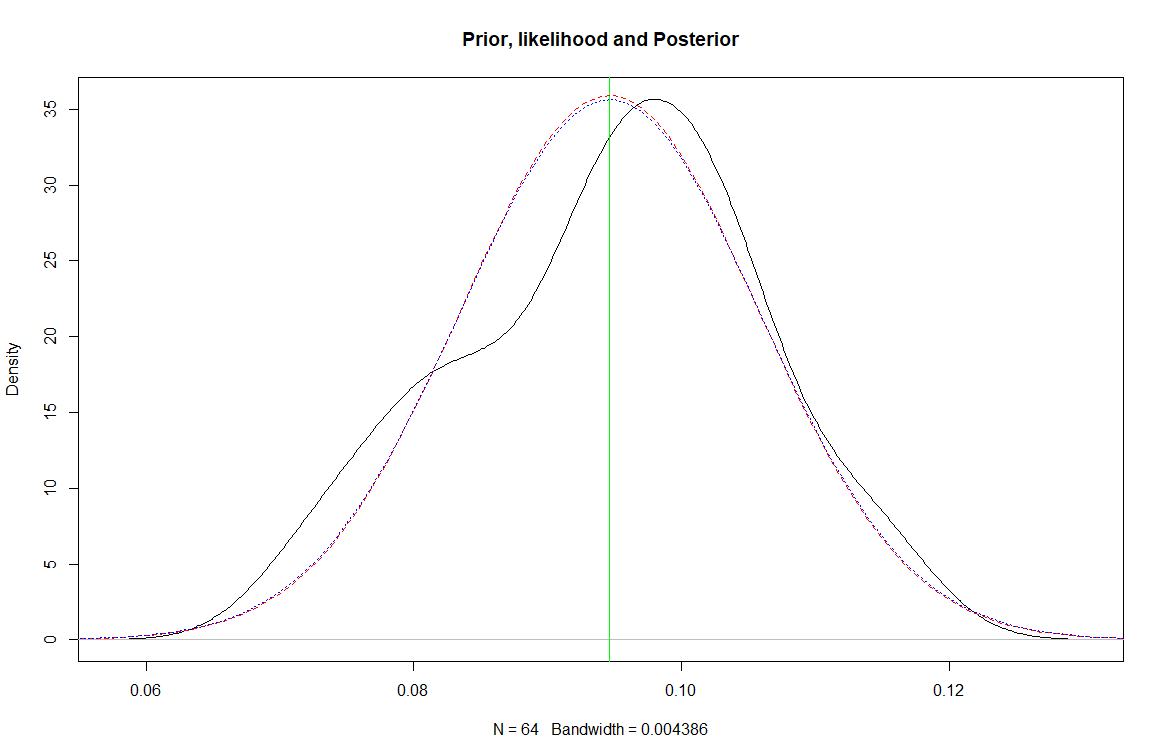 Prior, likelihood and Posterior
Density
35
30
25
20
15
10
5
0
0.06 0.08 0.10 0.12
N = 64 Bandwidth = 0.004386